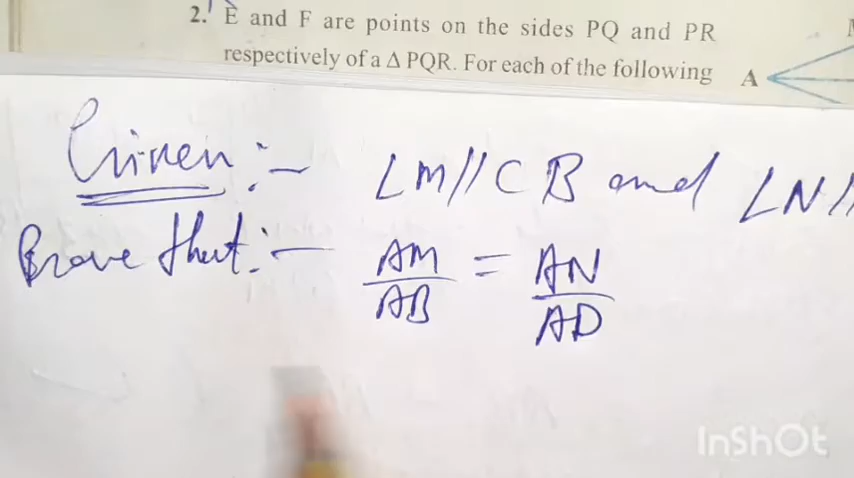 2. E and F are points on the sides PQ and PR
respectively of a Δ PQR. For each of the following
A
Given :- LM//CB and LN//
Prove that :- AM/AB = AN/AD
InShOt